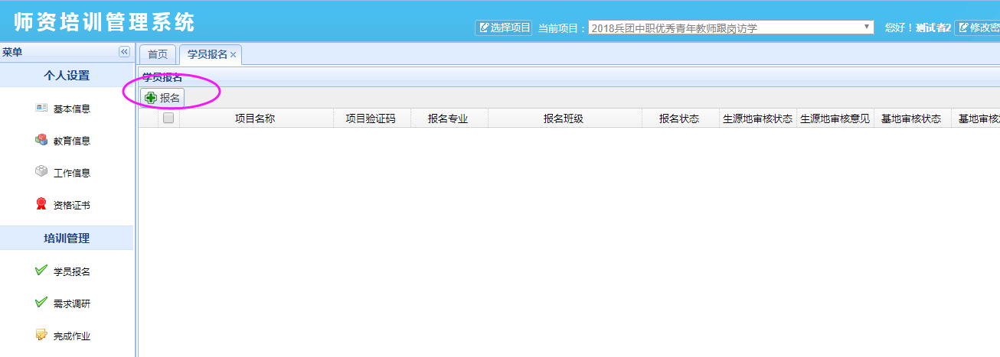 师资培训管理系统
选择项目 当前项目：2018兵团中职优秀青年教师跟岗访学 您好！测试者2 修改密
菜单
首页 学员报名
个人设置
学员报名
报名
基本信息
项目名称 项目验证码 报名专业 报名班级 报名状态 生源地审核状态 生源地审核意见 基地审核状态 基地审核
教育信息
工作信息
资格证书
培训管理
学员报名
需求调研
完成作业